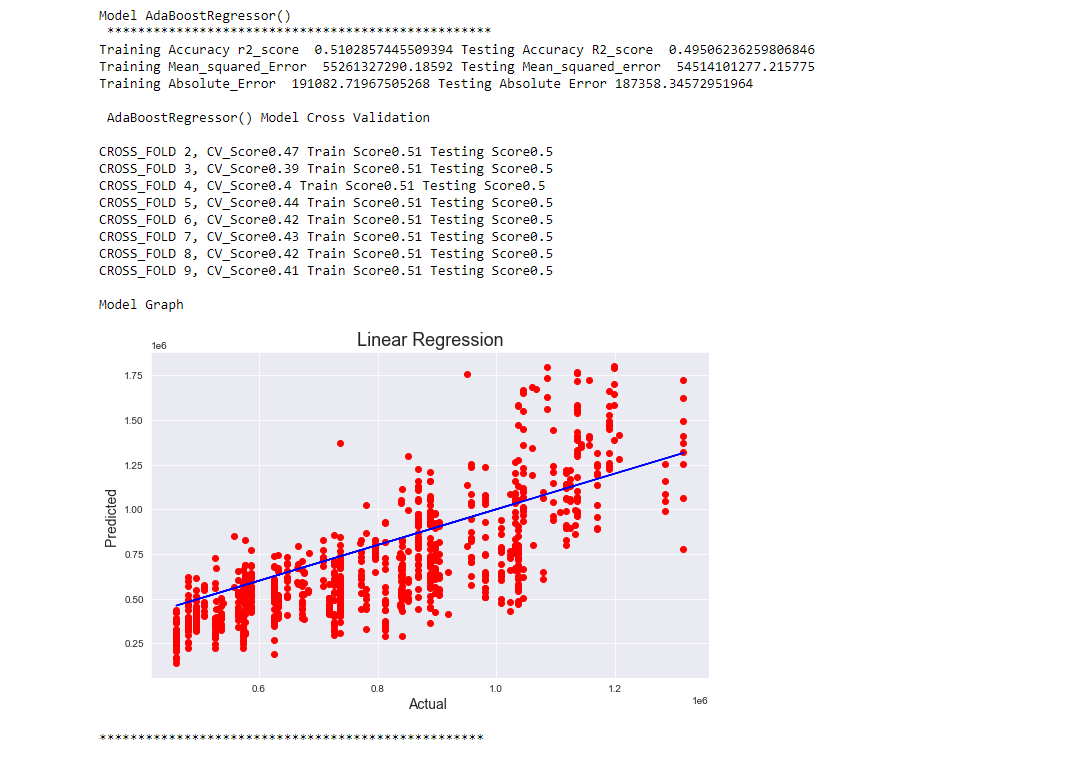 Model AdaBoostRegressor()
**************************************************
Training Accuracy r2_score  0.5102857445509394 Testing Accuracy R2_score  0.49506236259806846
Training Mean_squared_Error  55261327290.18592 Testing Mean_squared_error  54514101277.215775
Training Absolute_Error  191082.71967505268 Testing Absolute Error 187358.34572951964
AdaBoostRegressor() Model Cross Validation
CROSS_FOLD 2, CV_Score0.47 Train Score0.51 Testing Score0.5
CROSS_FOLD 3, CV_Score0.39 Train Score0.51 Testing Score0.5
CROSS_FOLD 4, CV_Score0.4 Train Score0.51 Testing Score0.5
CROSS_FOLD 5, CV_Score0.44 Train Score0.51 Testing Score0.5
CROSS_FOLD 6, CV_Score0.42 Train Score0.51 Testing Score0.5
CROSS_FOLD 7, CV_Score0.43 Train Score0.51 Testing Score0.5
CROSS_FOLD 8, CV_Score0.42 Train Score0.51 Testing Score0.5
CROSS_FOLD 9, CV_Score0.41 Train Score0.51 Testing Score0.5
Model Graph
Linear Regression
1e6
1.75
1.50
1.25
1.00
0.75
0.50
0.25
Predicted
0.6 0.8 1.0 1.2
1e6
Actual
**************************************************